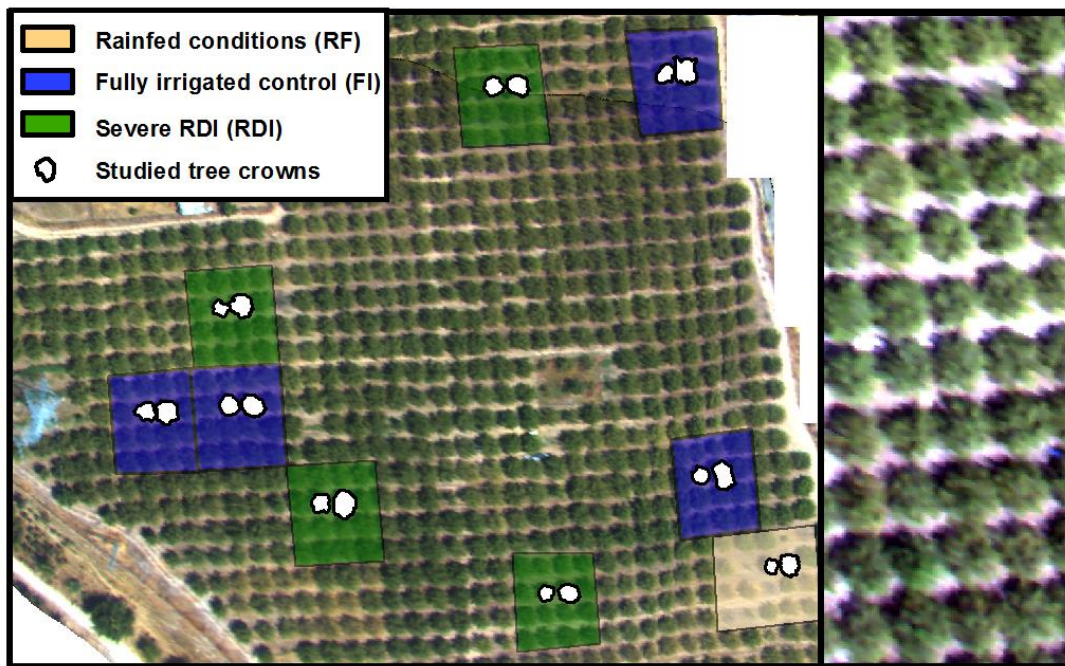 Rainfed conditions (RF)
Fully irrigated control (FI)
Severe RDI (RDI)
Studied tree crowns